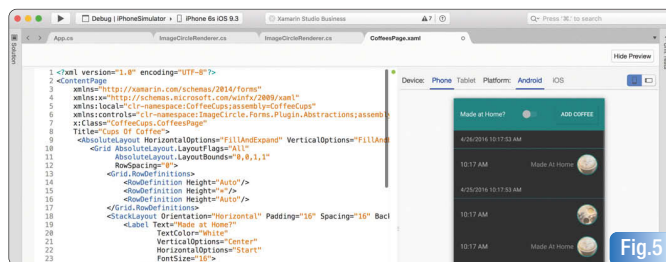 Debug | iPhoneSimulator › iPhone 6s iOS 9.3
Xamarin Studio Business
7
Press '⌘.' to search
Solution
App.cs
ImageCircleRenderer.cs
ImageCircleRenderer.cs
CoffeesPage.xaml
Hide Preview
1 <?xml version="1.0" encoding="UTF-8"?>
2 <ContentPage
3 xmlns="http://xamarin.com/schemas/2014/forms"
4 xmlns:x="http://schemas.microsoft.com/winfx/2009/xaml"
5 xmlns:local="clr-namespace:CoffeeCups;assembly=CoffeeCups"
6 xmlns:controls="clr-namespace:ImageCircle.Forms.Plugin.Abstractions;assembl
7 x:Class="CoffeeCups.CoffeesPage"
8 Title="Cups Of Coffee">
9 <AbsoluteLayout HorizontalOptions="FillAndExpand" VerticalOptions="FillAnd
10 <Grid AbsoluteLayout.LayoutFlags="All"
11 AbsoluteLayout.LayoutBounds="0,0,1,1"
12 RowSpacing="0">
13 <Grid.RowDefinitions>
14 <RowDefinition Height="Auto"/>
15 <RowDefinition Height="*"/>
16 <RowDefinition Height="Auto"/>
17 </Grid.RowDefinitions>
18 <StackLayout Orientation="Horizontal" Padding="16" Spacing="16" Bac
19 <Label Text="Made at Home?"
20 TextColor="White"
21 VerticalOptions="Center"
22 HorizontalOptions="Start"
23 FontSize="16">
Device: Phone Tablet Platform: Android iOS
Made at Home? ADD COFFEE
4/26/2016 10:17:53 AM
10:17 AM Made At Home
4/25/2016 10:17:53 AM
10:17 AM
10:17 AM Made At Home
Fig.5